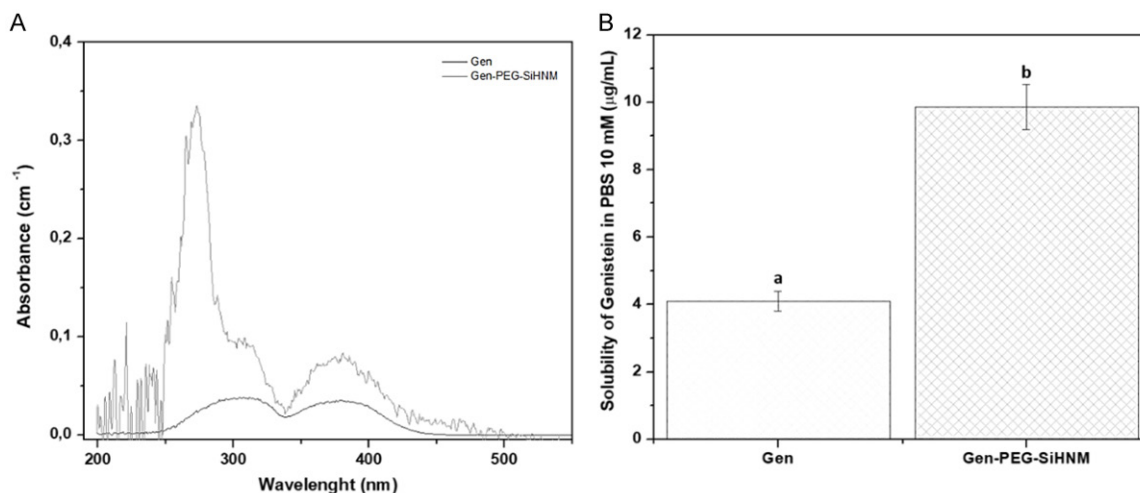 A
0,4
0,3
0,2
0,1
0,0
Absorbance (cm⁻¹)
Gen
Gen-PEG-SiHNM
200
300
400
500
Wavelenght (nm)
B
12
10
8
6
4
2
0
Solubility of Genistein in PBS 10 mM (µg/mL)
a
b
Gen
Gen-PEG-SiHNM